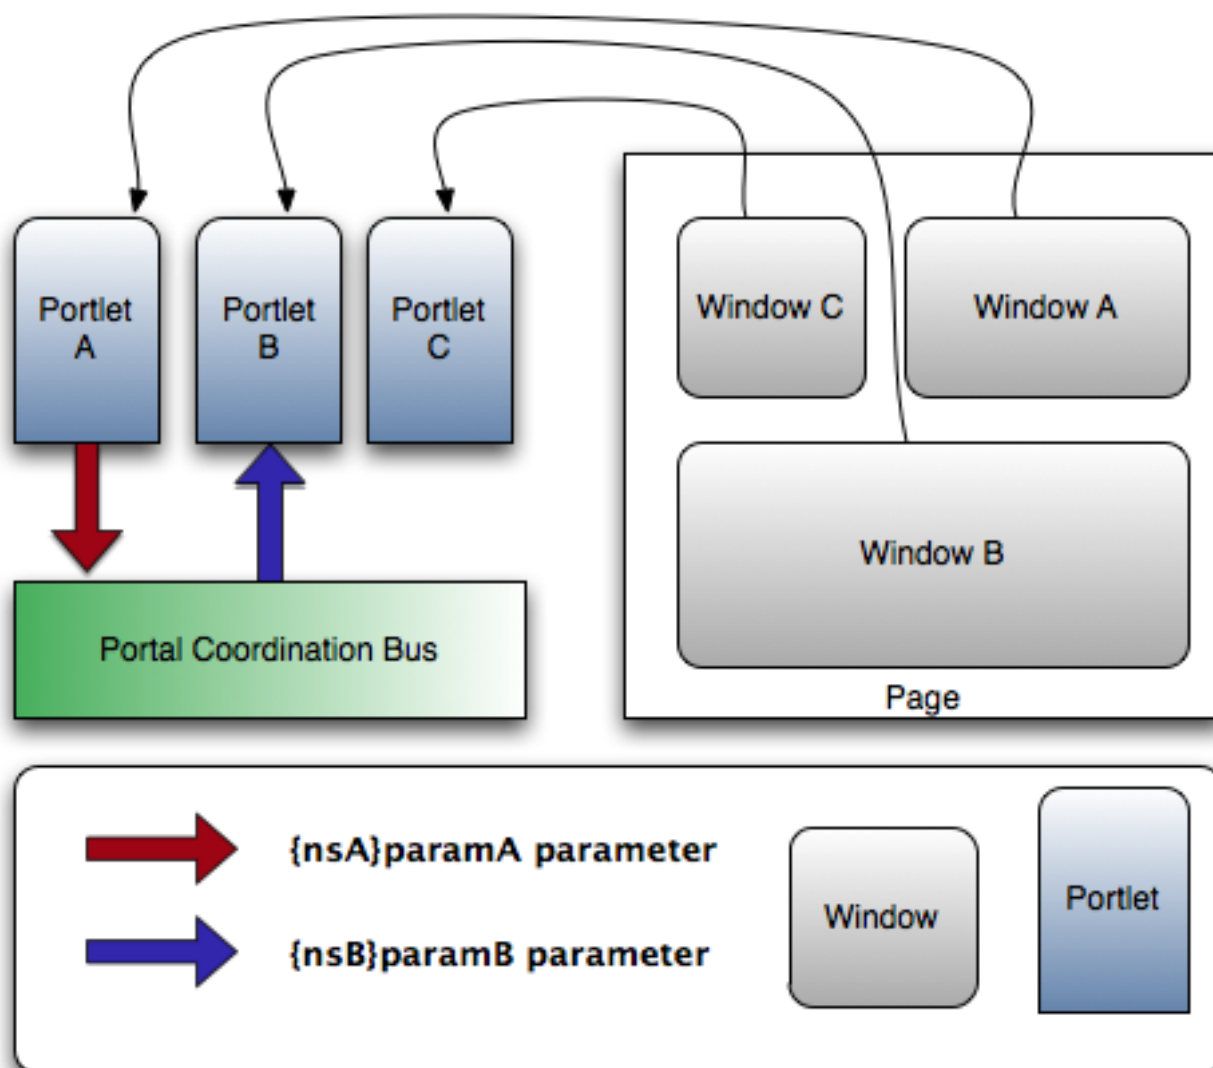 Portlet
A
Portlet
B
Portlet
C
Window C
Window A
Window B
Page
Portal Coordination Bus
{nsA}paramA parameter
{nsB}paramB parameter
Window
Portlet